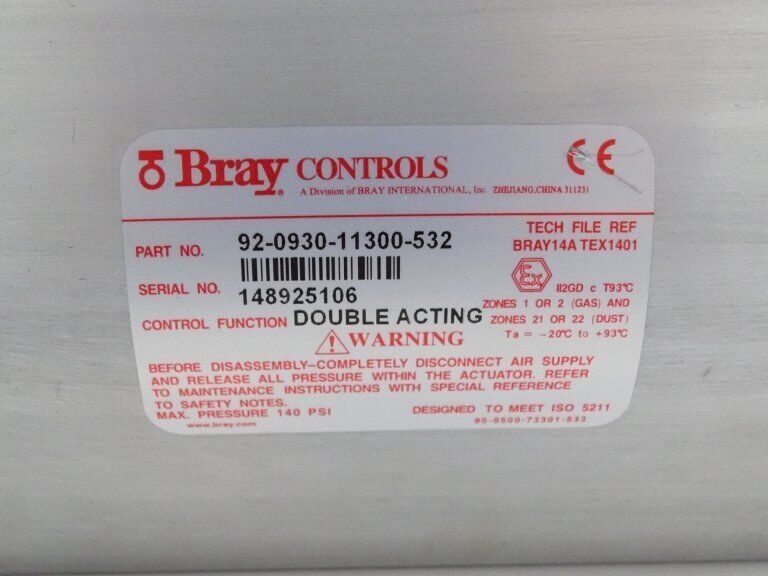 Bray CONTROLS CE
A Division of BRAY INTERNATIONAL, Inc. ZHEJIANG,CHINA 311231
TECH FILE REF
BRAY14A TEX1401
PART NO. 92-0930-11300-532
SERIAL NO. 148925106
Ex II2GD c T93°C
ZONES 1 OR 2 (GAS) AND
ZONES 21 OR 22 (DUST)
Ta = -20°C to +93°C
CONTROL FUNCTION DOUBLE ACTING
WARNING
BEFORE DISASSEMBLY-COMPLETELY DISCONNECT AIR SUPPLY
AND RELEASE ALL PRESSURE WITHIN THE ACTUATOR. REFER
TO MAINTENANCE INSTRUCTIONS WITH SPECIAL REFERENCE
TO SAFETY NOTES.
MAX. PRESSURE 140 PSI
DESIGNED TO MEET ISO 5211
www.bray.com
90-0500-73301-533